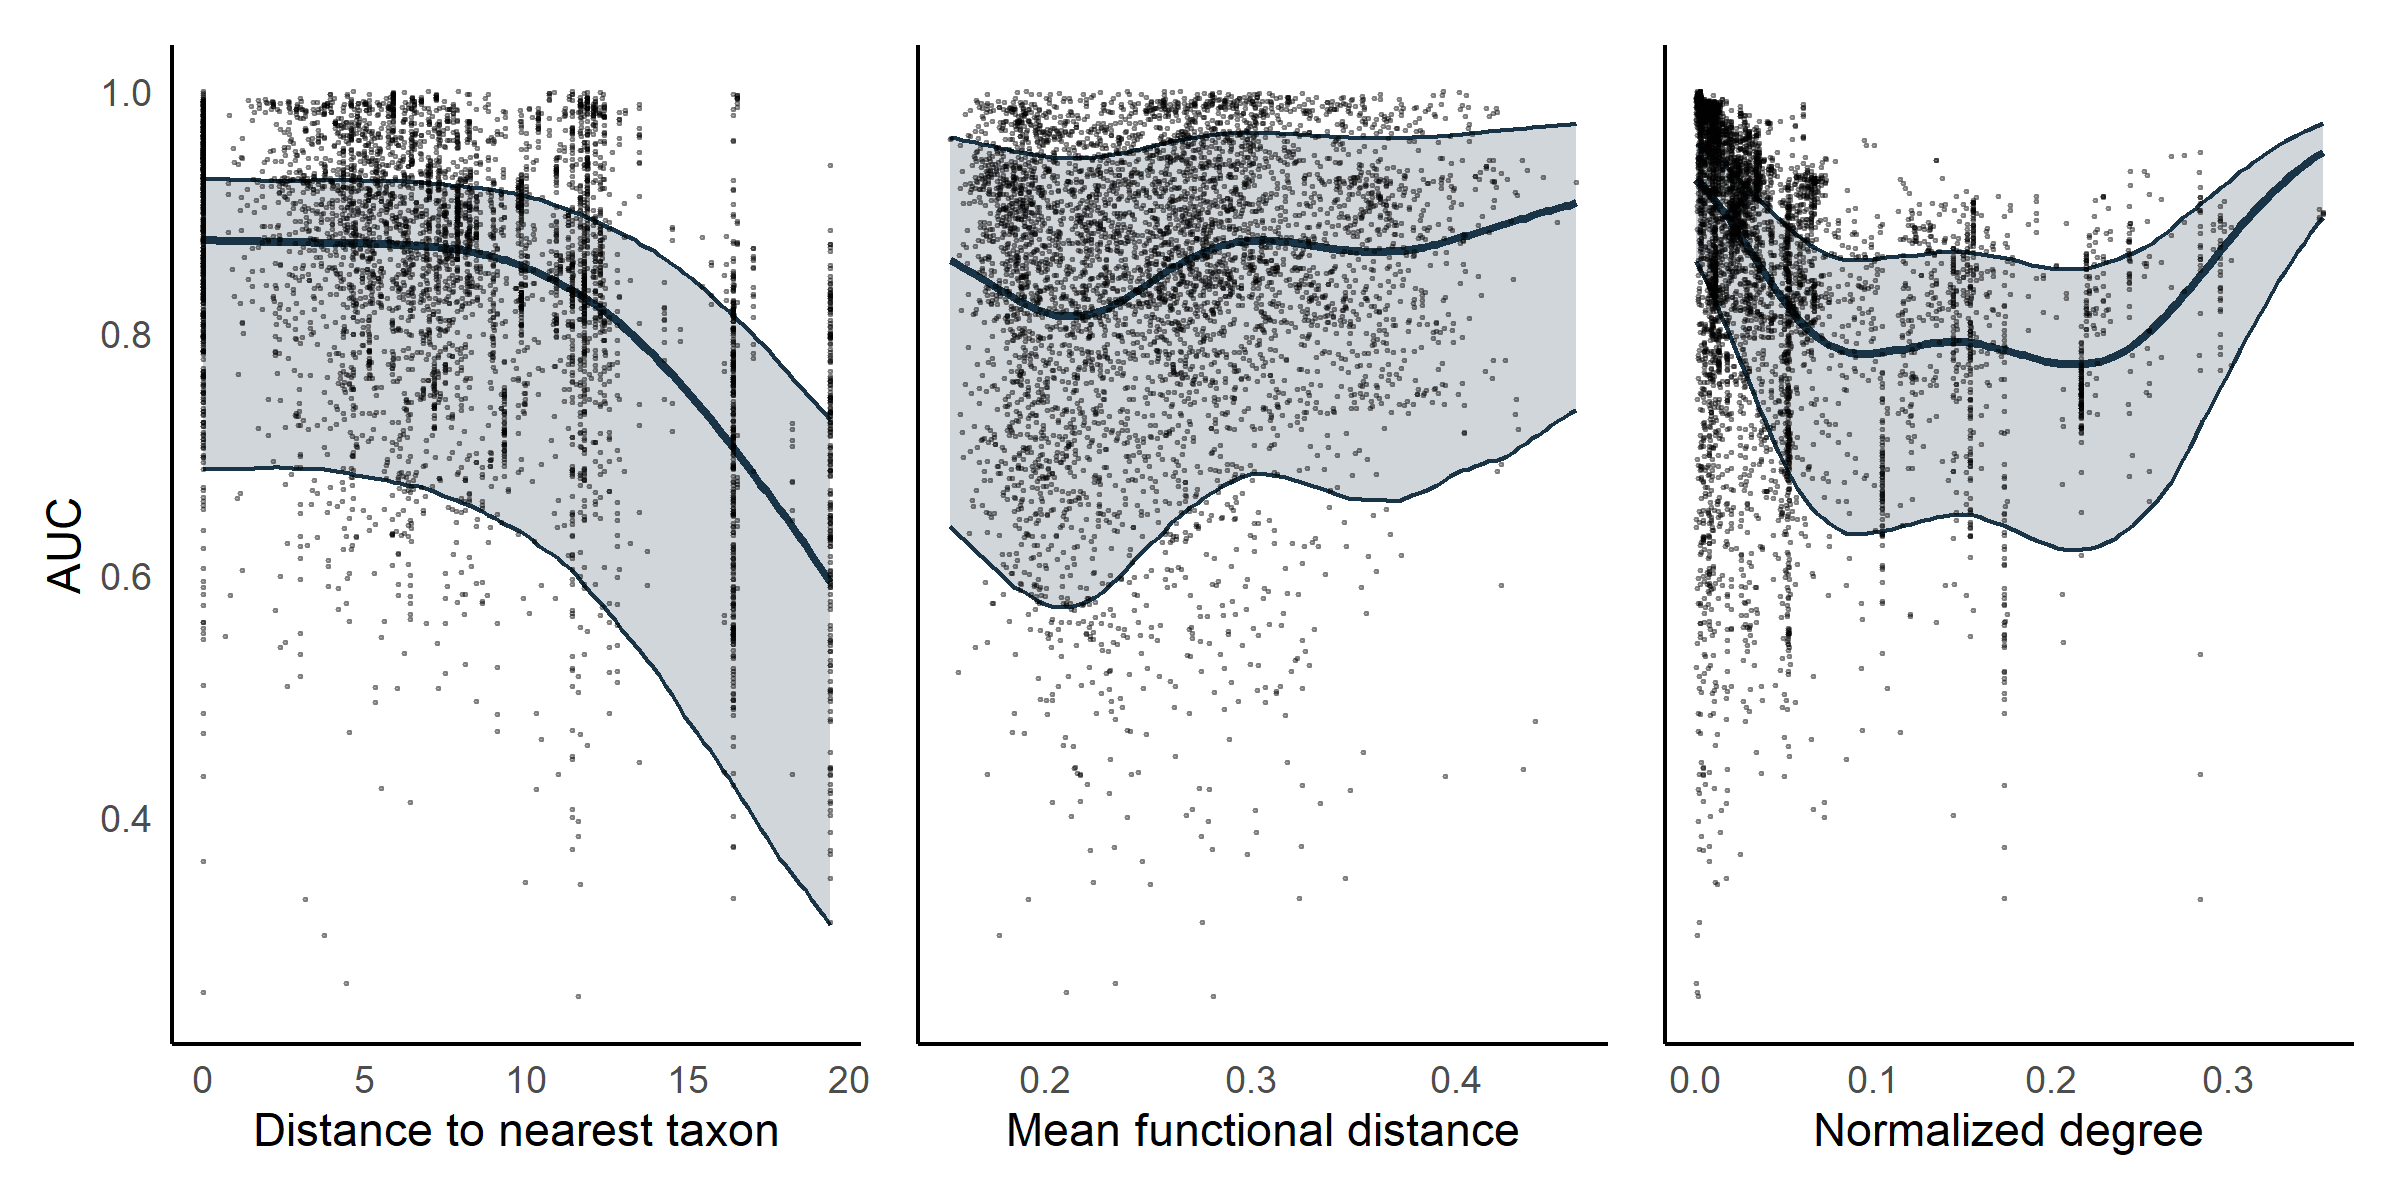 AUC
1.0
0.8
0.6
0.4
0 5 10 15 20
0.2 0.3 0.4
0.0 0.1 0.2 0.3
Distance to nearest taxon
Mean functional distance
Normalized degree